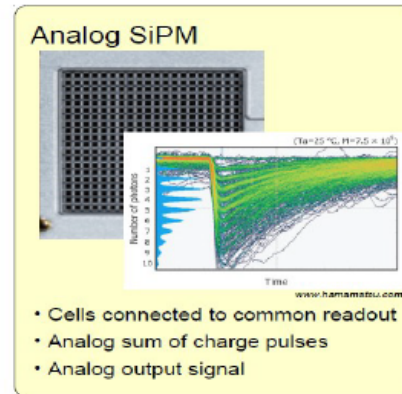 Analog SiPM
(Ta=25 °C, M=7.5 × 10⁵)
Number of photons
1
2
3
4
5
6
7
8
9
10
Time
www.hamamatsu.com
• Cells connected to common readout
• Analog sum of charge pulses
• Analog output signal